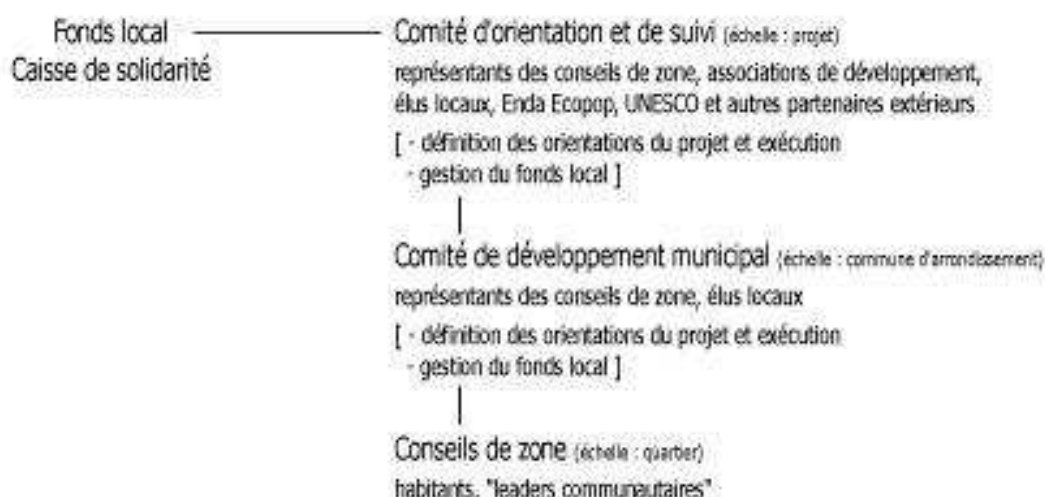 Fonds local
Caisse de solidarité
Comité d'orientation et de suivi (échelle : projet)
représentants des conseils de zone, associations de développement,
élus locaux, Enda Ecopop, UNESCO et autres partenaires extérieurs
[ - définition des orientations du projet et exécution
- gestion du fonds local ]
Comité de développement municipal (échelle : commune d'arrondissement)
représentants des conseils de zone, élus locaux
[ - définition des orientations du projet et exécution
- gestion du fonds local ]
Conseils de zone (échelle : quartier)
habitants, "leaders communautaires"